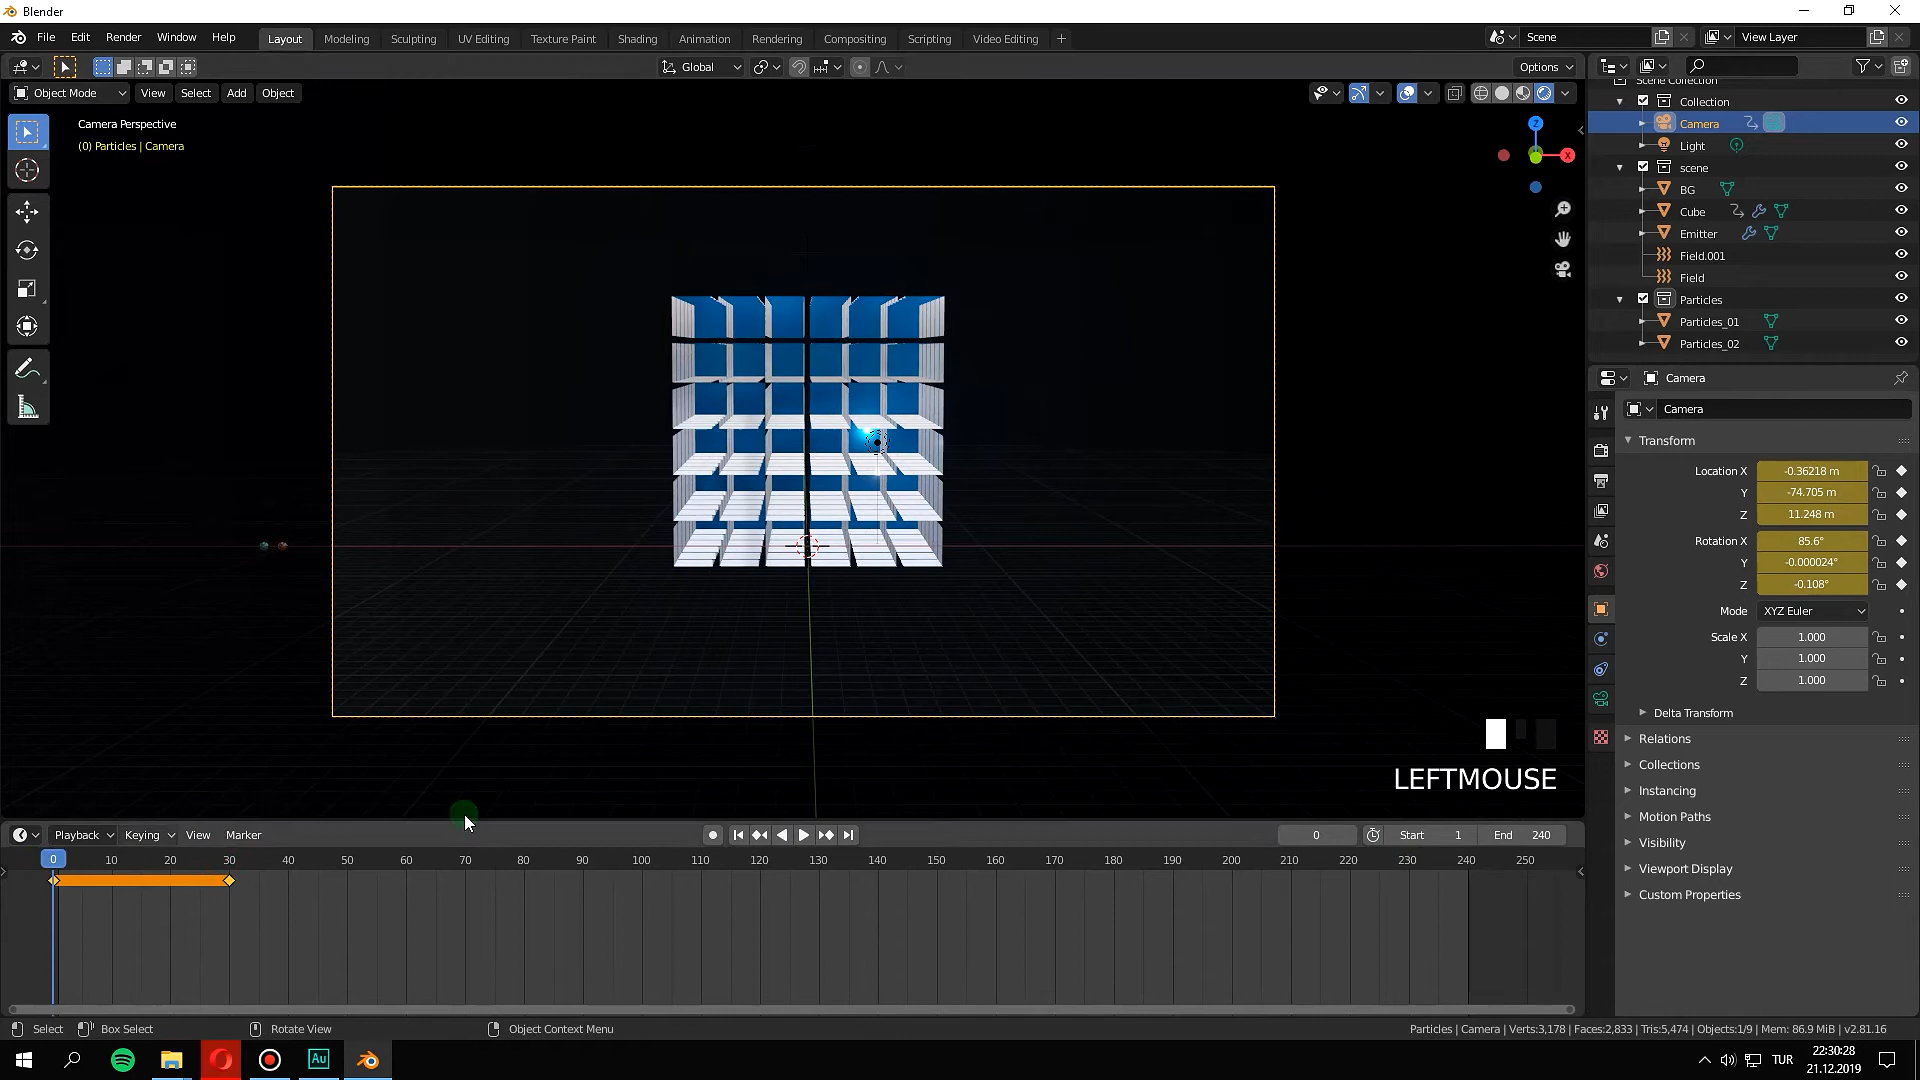 Blender
File Edit Render Window Help Layout Modeling Sculpting UV Editing Texture Paint Shading Animation Rendering Compositing Scripting Video Editing + Scene View Layer
Global Options
Object Mode View Select Add Object
Camera Perspective
(0) Particles | Camera
Z
X
Scene Collection
Collection
Camera
Light
scene
BG
Cube
Emitter
Field.001
Field
Particles
Particles_01
Particles_02
Camera
Camera
Transform
Location X -0.36218 m
Y -74.705 m
Z 11.248 m
Rotation X 85.6°
Y -0.000024°
Z -0.108°
Mode XYZ Euler
Scale X 1.000
Y 1.000
Z 1.000
Delta Transform
Relations
Collections
Instancing
Motion Paths
Visibility
Viewport Display
Custom Properties
LEFTMOUSE
Playback Keying View Marker 0 Start 1 End 240
0 10 20 30 40 50 60 70 80 90 100 110 120 130 140 150 160 170 180 190 200 210 220 230 240 250
Select Box Select Rotate View Object Context Menu Particles | Camera | Verts:3,178 | Faces:2,833 | Tris:5,474 | Objects:1/9 | Mem: 86.9 MiB | v2.81.16
Au TUR 22:30:28
21.12.2019